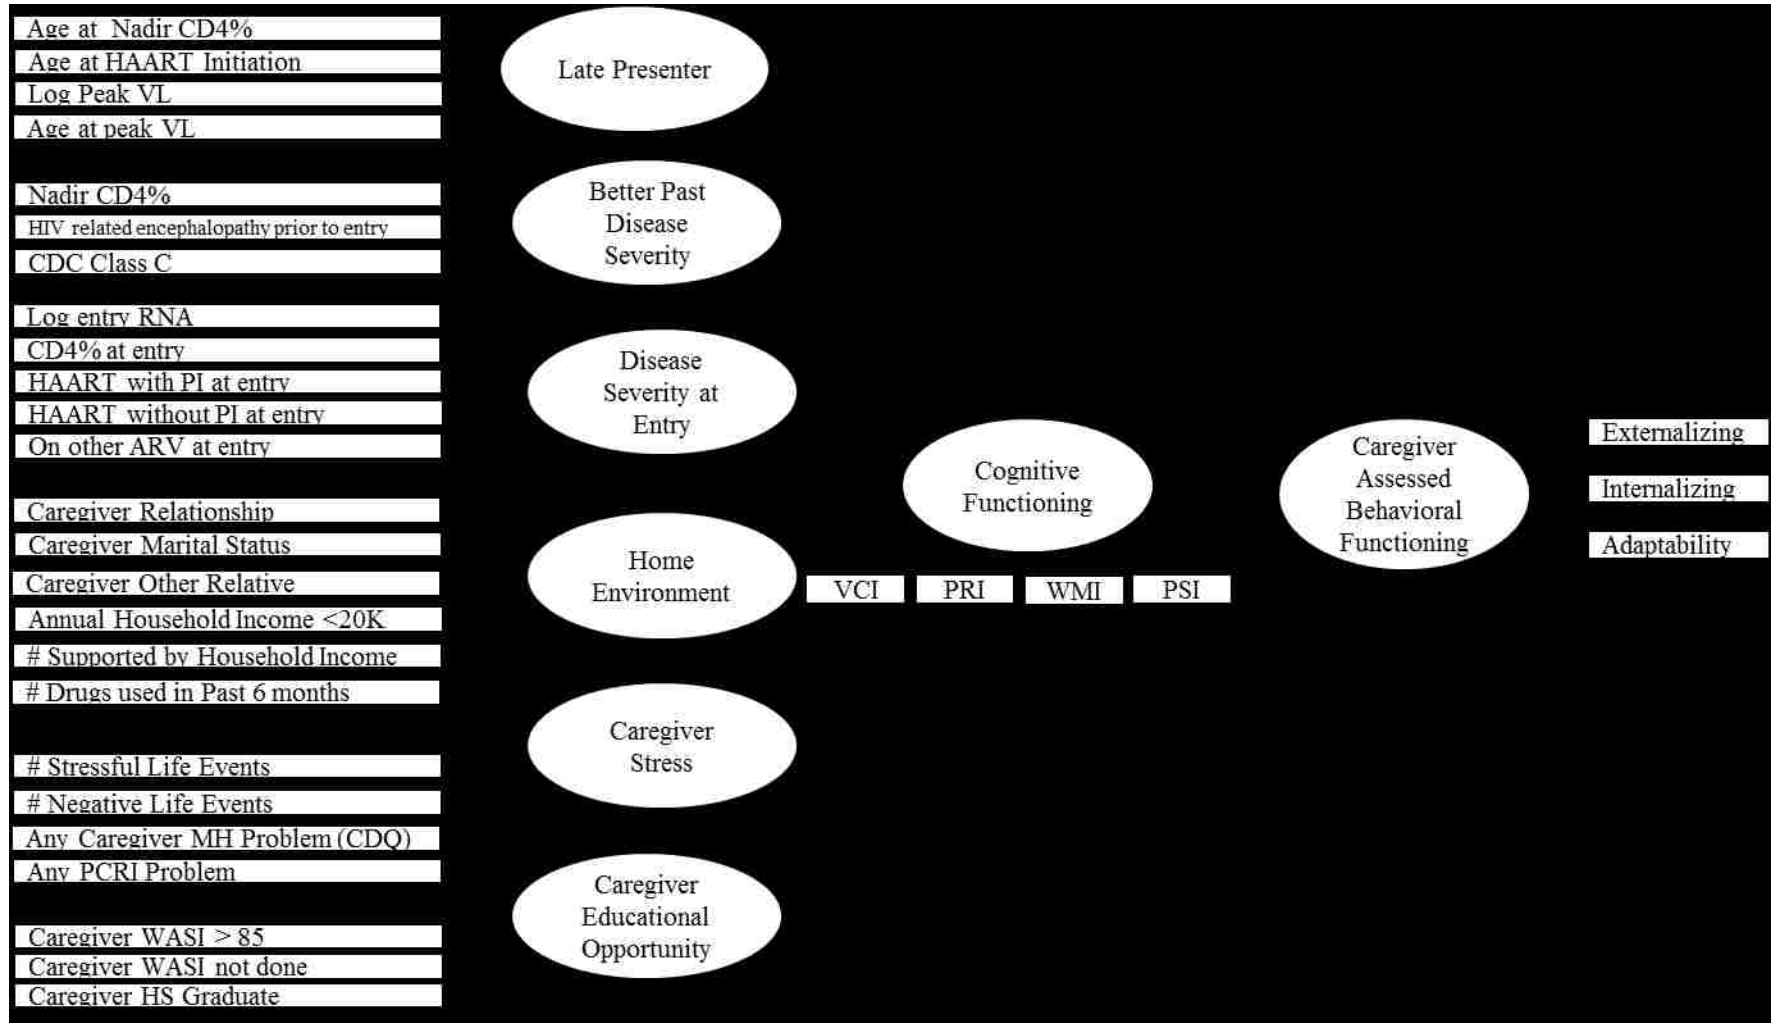 Age at Nadir CD4%
Age at HAART Initiation
Log Peak VL
Age at peak VL
Nadir CD4%
HIV related encephalopathy prior to entry
CDC Class C
Log entry RNA
CD4% at entry
HAART with PI at entry
HAART without PI at entry
On other ARV at entry
Caregiver Relationship
Caregiver Marital Status
Caregiver Other Relative
Annual Household Income <20K
# Supported by Household Income
# Drugs used in Past 6 months
# Stressful Life Events
# Negative Life Events
Any Caregiver MH Problem (CDQ)
Any PCRI Problem
Caregiver WASI > 85
Caregiver WASI not done
Caregiver HS Graduate
Late Presenter
Better Past
Disease
Severity
Disease
Severity at
Entry
Home
Environment
Caregiver
Stress
Caregiver
Educational
Opportunity
Cognitive
Functioning
VCI
PRI
WMI
PSI
Caregiver
Assessed
Behavioral
Functioning
Externalizing
Internalizing
Adaptability